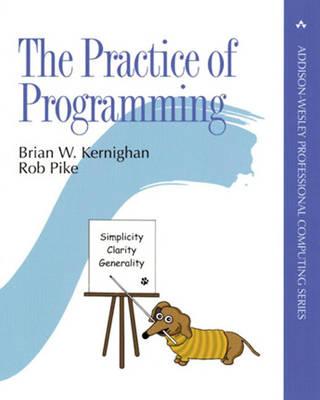 The Practice of
Programming
Brian W. Kernighan
Rob Pike
Simplicity
Clarity
Generality
ADDISON-WESLEY PROFESSIONAL COMPUTING SERIES